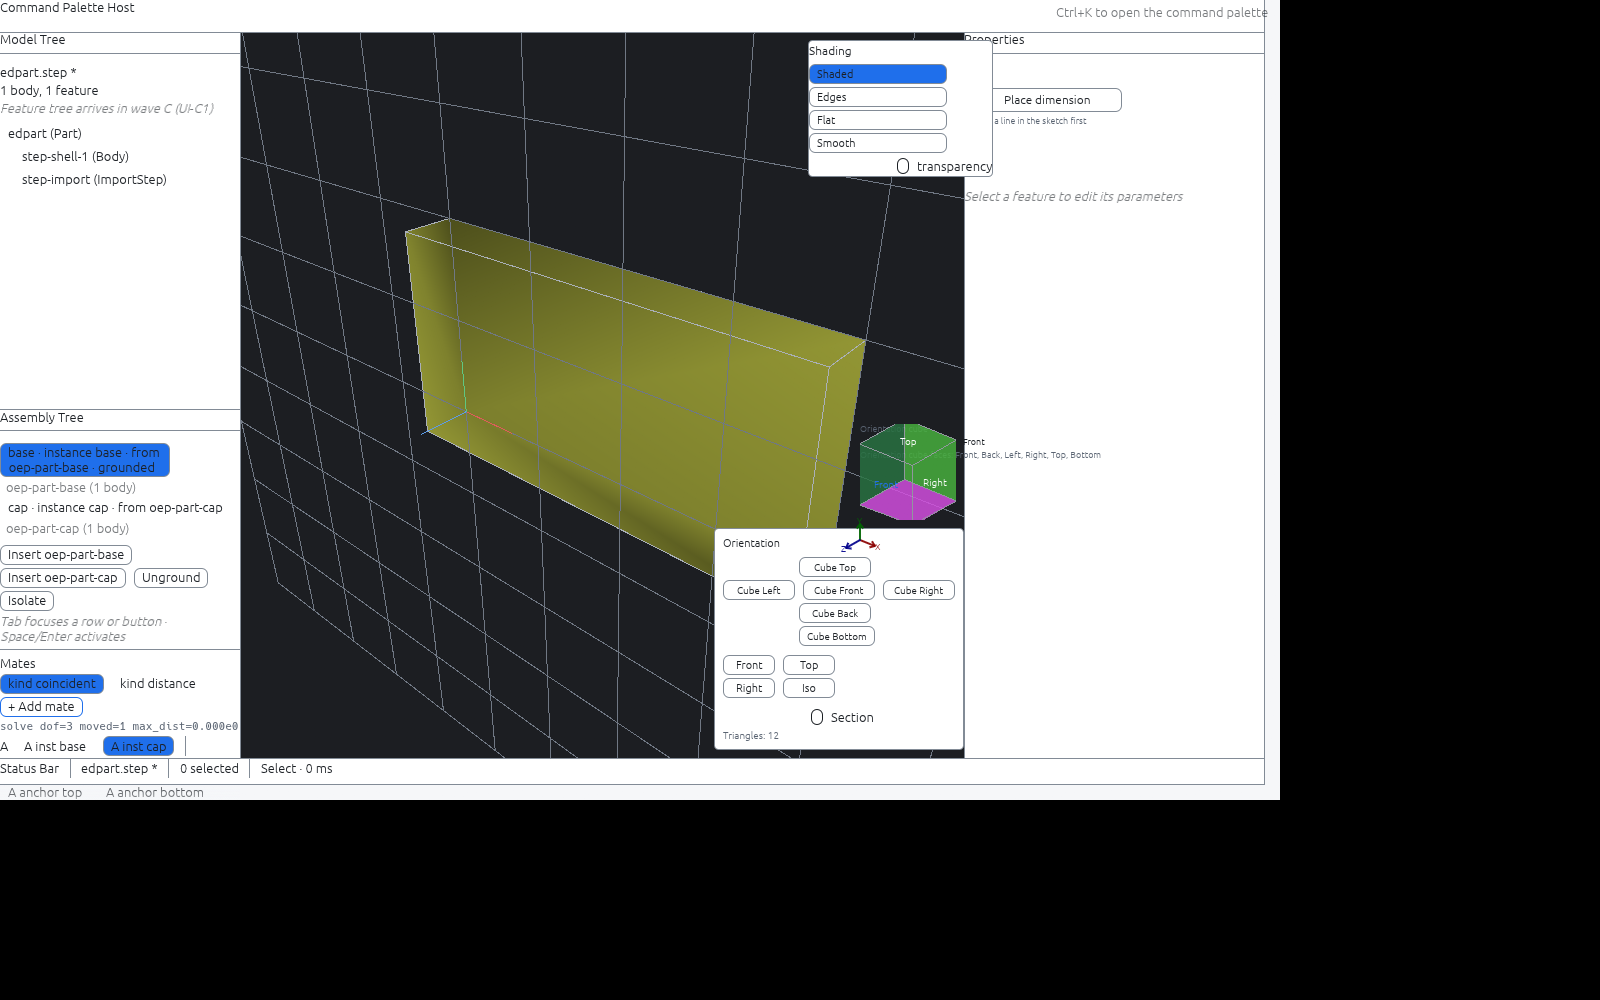 Command Palette Host
Ctrl+K to open the command palette
Model Tree
edpart.step *
1 body, 1 feature
Feature tree arrives in wave C (UI-C1)
edpart (Part)
step-shell-1 (Body)
step-import (ImportStep)
Assembly Tree
base · instance base · from
oep-part-base · grounded
oep-part-base (1 body)
cap · instance cap · from oep-part-cap
oep-part-cap (1 body)
Insert oep-part-base
Insert oep-part-cap
Unground
Isolate
Tab focuses a row or button ·
Space/Enter activates
Mates
kind coincident
kind distance
+ Add mate
solve dof=3 moved=1 max_dist=0.000e0
A
A inst base
A inst cap
Shading
Shaded
Edges
Flat
Smooth
transparency
Top
Right
Front
Front, Back, Left, Right, Top, Bottom
Orientation
Z
X
Cube Top
Cube Left
Cube Front
Cube Right
Cube Back
Cube Bottom
Front
Top
Right
Iso
Section
Triangles: 12
Properties
Place dimension
a line in the sketch first
Select a feature to edit its parameters
Status Bar
edpart.step *
0 selected
Select · 0 ms
A anchor top
A anchor bottom